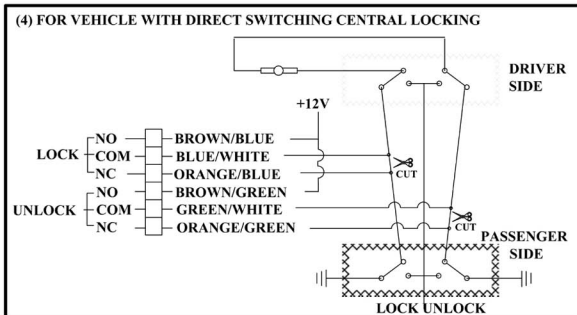 (4) FOR VEHICLE WITH DIRECT SWITCHING CENTRAL LOCKING
DRIVER
SIDE
+12V
LOCK
NO BROWN/BLUE
COM BLUE/WHITE
NC ORANGE/BLUE
CUT
UNLOCK
NO BROWN/GREEN
COM GREEN/WHITE
NC ORANGE/GREEN
CUT
PASSENGER
SIDE
LOCK UNLOCK